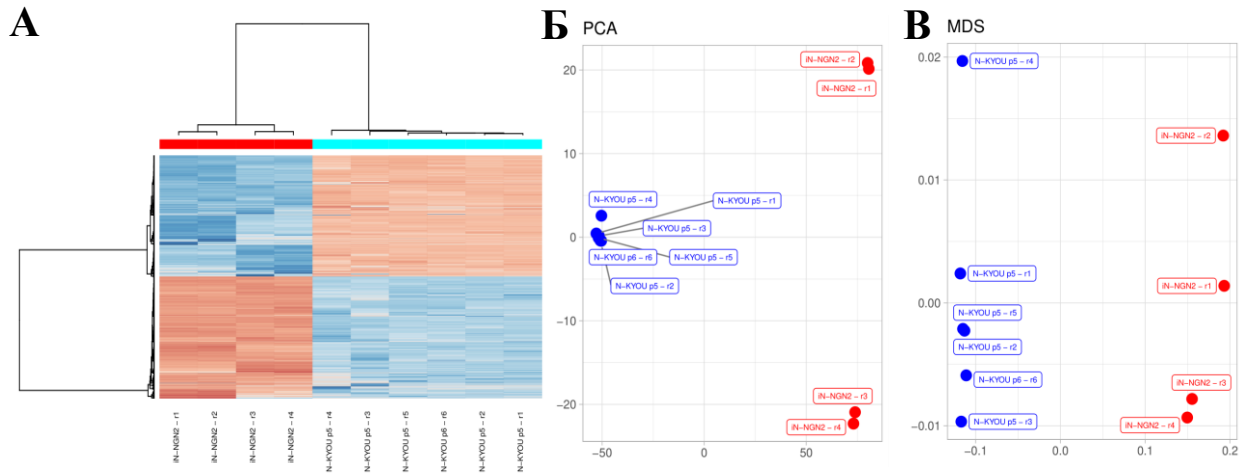 А
iN−NGN2 − r1
iN−NGN2 − r2
iN−NGN2 − r3
iN−NGN2 − r4
N−KYOU p5 − r4
N−KYOU p5 − r3
N−KYOU p5 − r5
N−KYOU p6 − r6
N−KYOU p5 − r2
N−KYOU p5 − r1
Б PCA
20
10
0
−10
−20
−50
0
50
iN−NGN2 − r2
iN−NGN2 − r1
N−KYOU p5 − r4
N−KYOU p5 − r1
N−KYOU p5 − r3
N−KYOU p6 − r6
N−KYOU p5 − r5
N−KYOU p5 − r2
iN−NGN2 − r3
iN−NGN2 − r4
В MDS
0.02
0.01
0.00
−0.01
−0.1
0.0
0.1
0.2
N−KYOU p5 − r4
iN−NGN2 − r2
N−KYOU p5 − r1
iN−NGN2 − r1
N−KYOU p5 − r5
N−KYOU p5 − r2
N−KYOU p6 − r6
iN−NGN2 − r3
iN−NGN2 − r4
N−KYOU p5 − r3